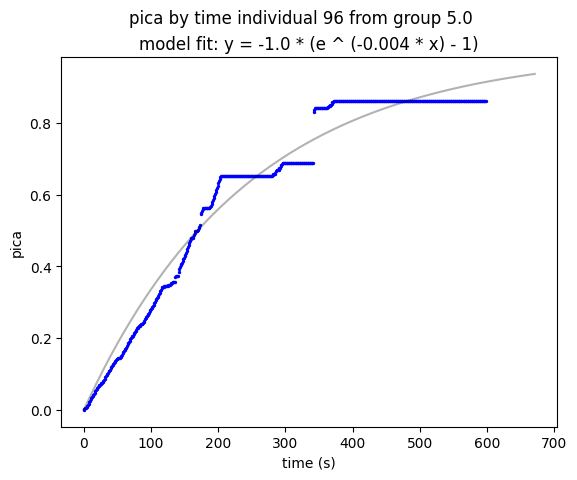 pica by time individual 96 from group 5.0
model fit: y = -1.0 * (e ^ (-0.004 * x) - 1)
0.8
0.6
0.4
0.2
0.0
pica
0 100 200 300 400 500 600 700
time (s)